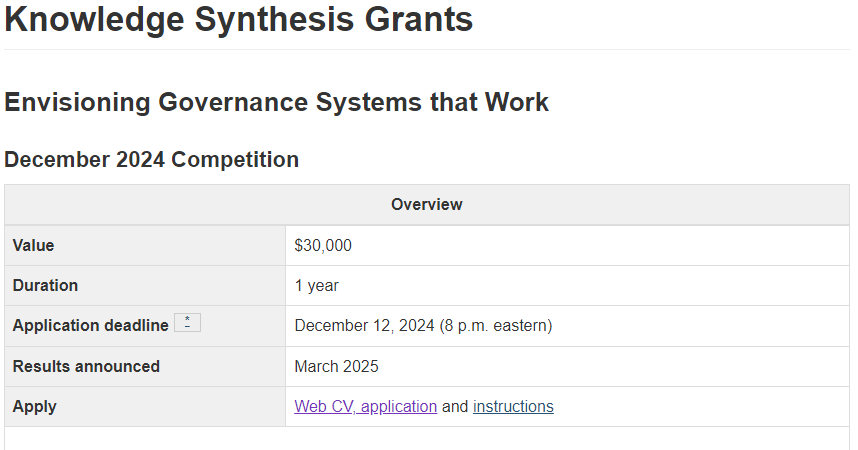 Knowledge Synthesis Grants
Envisioning Governance Systems that Work
December 2024 Competition
Overview
Value $30,000
Duration 1 year
Application deadline * December 12, 2024 (8 p.m. eastern)
Results announced March 2025
Apply Web CV, application and instructions